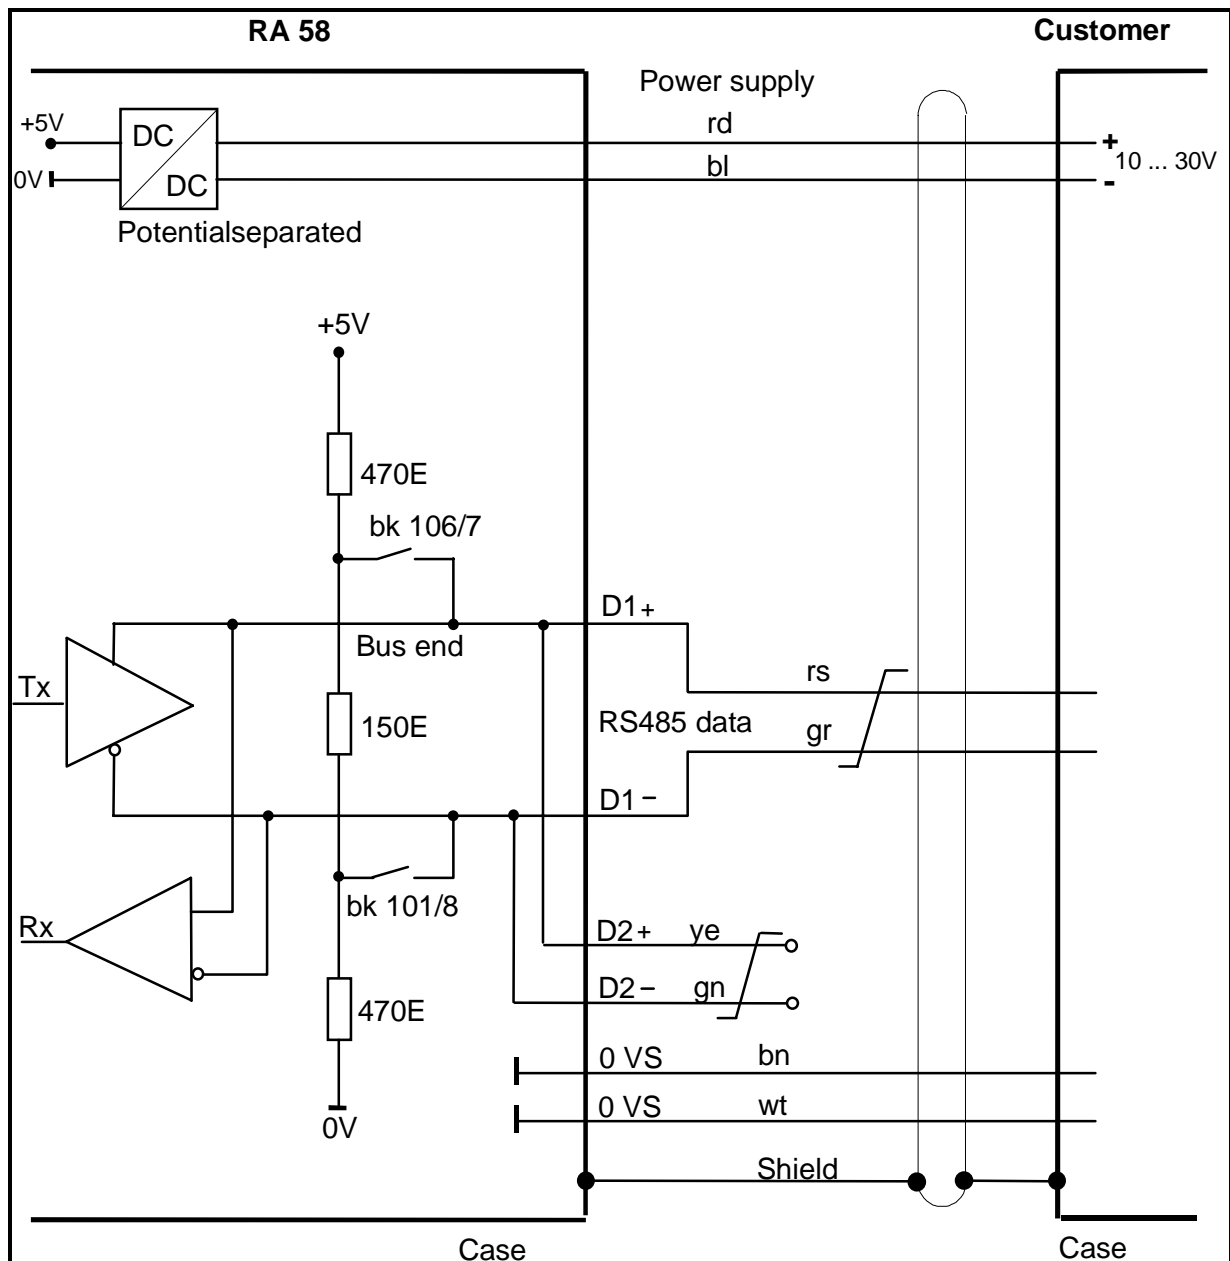 RA 58
Customer
Power supply
+5V
DC
rd
+
10 ... 30V
0V
DC
bl
-
Potentialseparated
+5V
470E
bk 106/7
D1+
Bus end
rs
Tx
150E
RS485 data
gr
D1−
bk 101/8
Rx
D2+
ye
D2−
gn
470E
0 VS
bn
0 VS
wt
0V
Shield
Case
Case